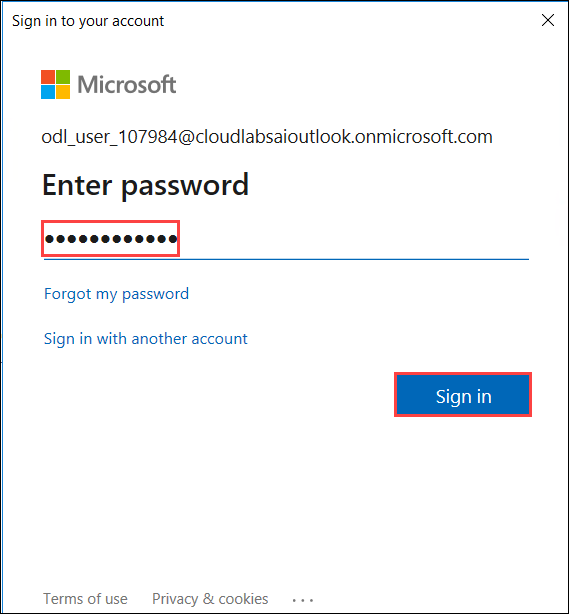 Sign in to your account
Microsoft
odl_user_107984@cloudlabsaioutlook.onmicrosoft.com
Enter password
●●●●●●●●●●●●
Forgot my password
Sign in with another account
Sign in
Terms of use Privacy & cookies ...